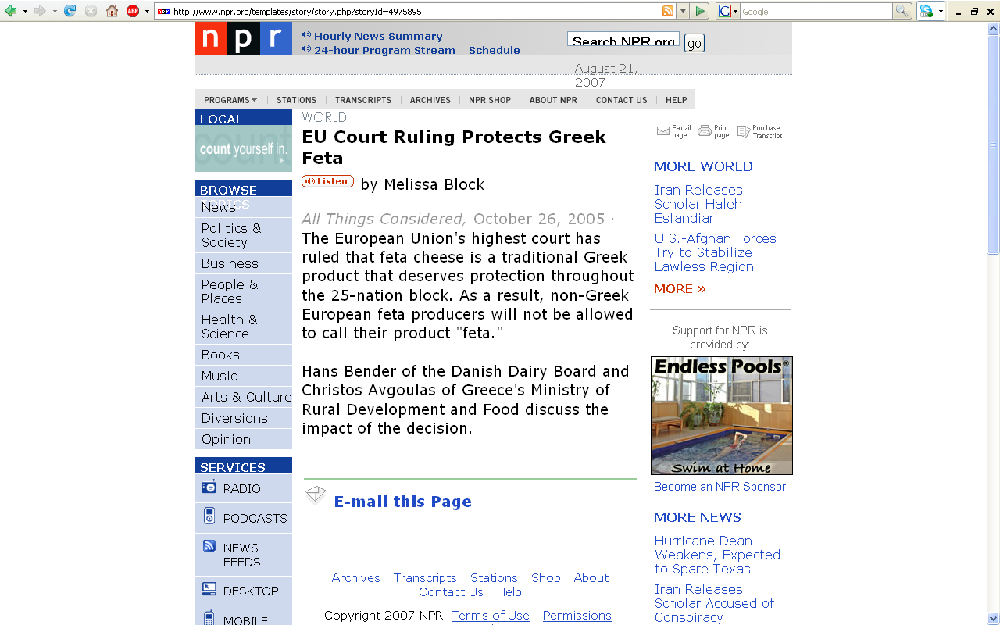 http://www.npr.org/templates/story/story.php?storyId=4975895
Google
npr
Hourly News Summary
24-hour Program Stream | Schedule
Search NPR.org
go
August 21,
2007
PROGRAMS | STATIONS | TRANSCRIPTS | ARCHIVES | NPR SHOP | ABOUT NPR | CONTACT US | HELP
LOCAL
count yourself in.
BROWSE
TOPICS
News
Politics &
Society
Business
People &
Places
Health &
Science
Books
Music
Arts & Culture
Diversions
Opinion
SERVICES
RADIO
PODCASTS
NEWS
FEEDS
DESKTOP
MOBILE
WORLD
EU Court Ruling Protects Greek
Feta
Listen by Melissa Block
All Things Considered, October 26, 2005 ·
The European Union's highest court has
ruled that feta cheese is a traditional Greek
product that deserves protection throughout
the 25-nation block. As a result, non-Greek
European feta producers will not be allowed
to call their product "feta."
Hans Bender of the Danish Dairy Board and
Christos Avgoulas of Greece's Ministry of
Rural Development and Food discuss the
impact of the decision.
E-mail this Page
Archives Transcripts Stations Shop About
Contact Us Help
Copyright 2007 NPR Terms of Use Permissions
E-mail
page
Print
page
Purchase
Transcript
MORE WORLD
Iran Releases
Scholar Haleh
Esfandiari
U.S.-Afghan Forces
Try to Stabilize
Lawless Region
MORE »
Support for NPR is
provided by:
Endless Pools®
Swim at Home
Become an NPR Sponsor
MORE NEWS
Hurricane Dean
Weakens, Expected
to Spare Texas
Iran Releases
Scholar Accused of
Conspiracy